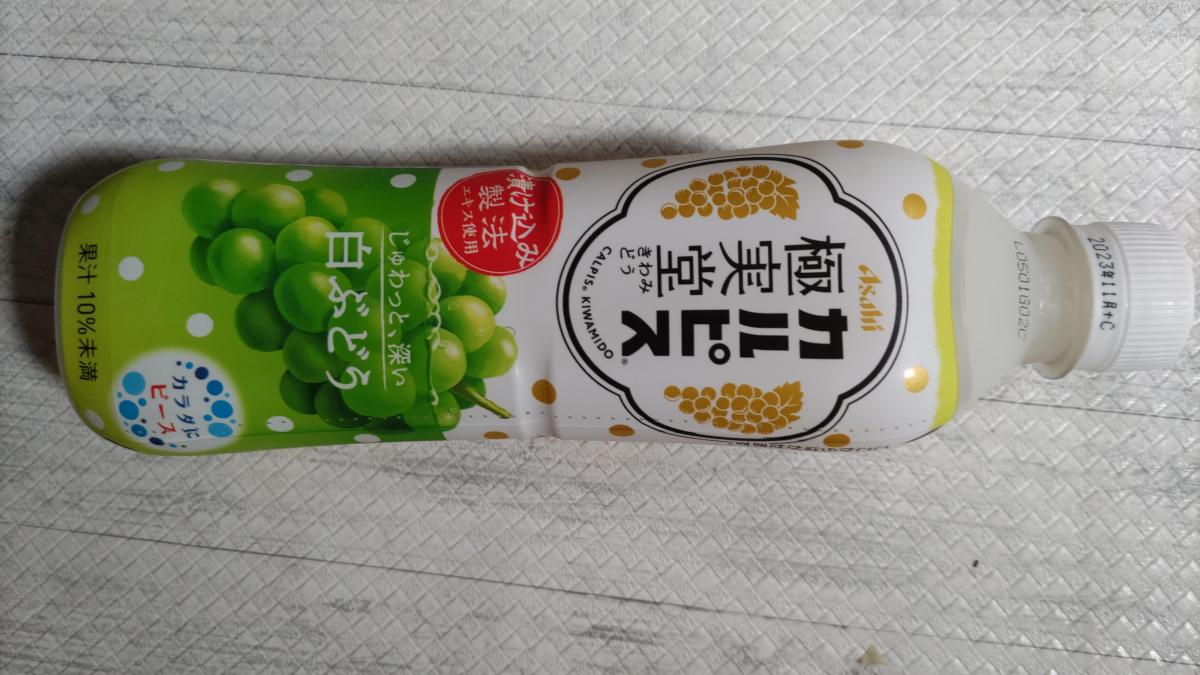 2023年11月+C
L0501G02C
Asahi
極実堂
きわみどう
カルピス®
CALPIS® KIWAMIDO
漬け込み
製法
エキス使用
じゅわっと、深い
白ぶどう
カラダに
ピース
果汁10%未満